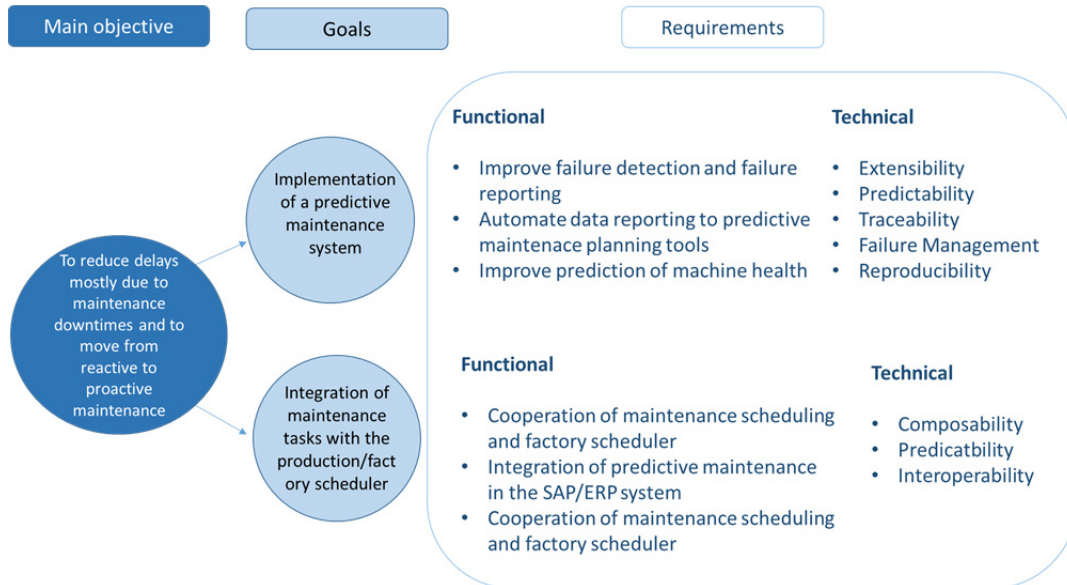 Main objective
Goals
Requirements
Functional
• Improve failure detection and failure
reporting
• Automate data reporting to predictive
maintenace planning tools
• Improve prediction of machine health
Technical
• Extensibility
• Predictability
• Traceability
• Failure Management
• Reproducibility
Implementation
of a predictive
maintenance
system
To reduce delays
mostly due to
maintenance
downtimes and to
move from
reactive to
proactive
maintenance
Integration of
maintenance
tasks with the
production/fact
ory scheduler
Functional
• Cooperation of maintenance scheduling
and factory scheduler
• Integration of predictive maintenance
in the SAP/ERP system
• Cooperation of maintenance scheduling
and factory scheduler
Technical
• Composability
• Predicatbility
• Interoperability